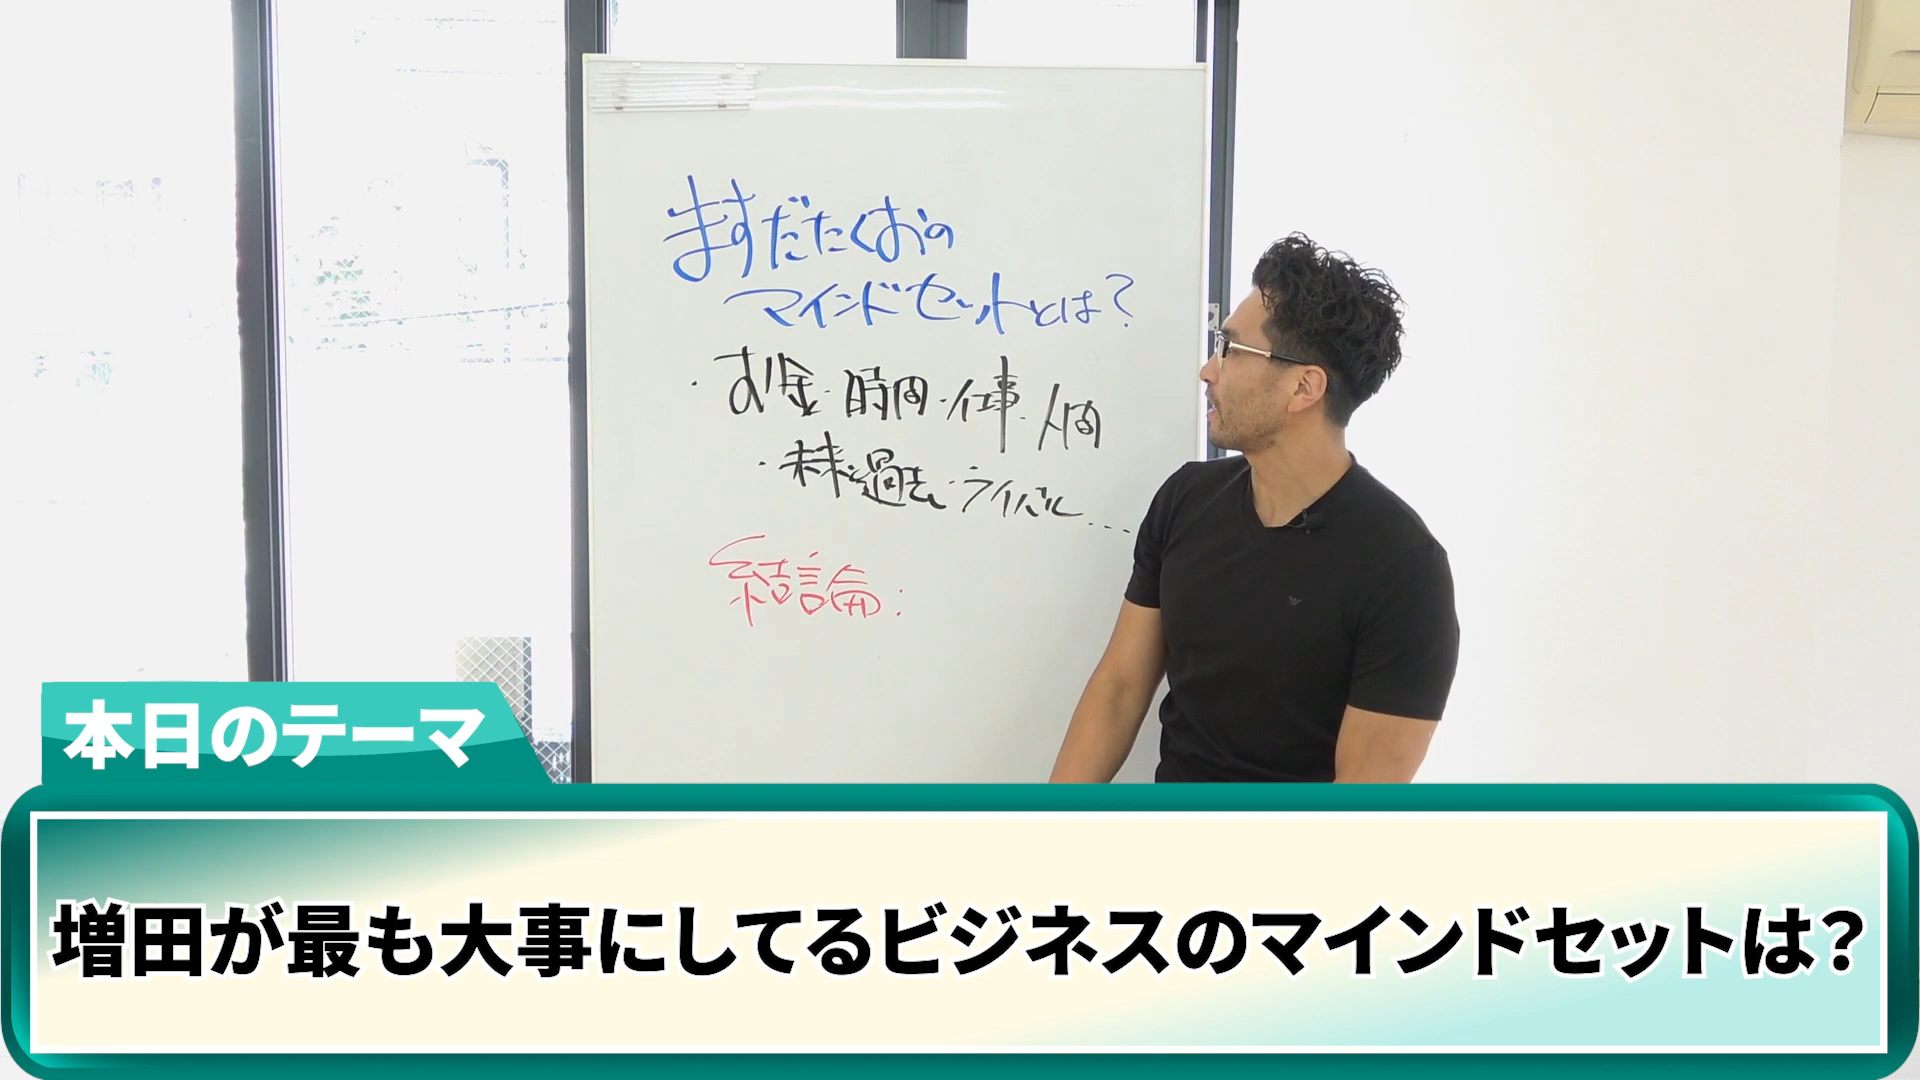 ますだたくおの
マインドセットとは？
・お金・時間・仕事・人間
・未来・過去・ライバル...
結論：
本日のテーマ
増田が最も大事にしてるビジネスのマインドセットは？